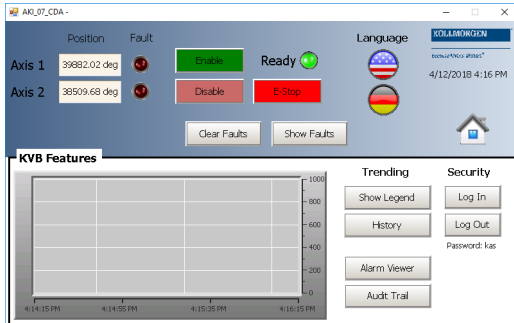 AKI_07_CDA -
Position Fault Language KOLLMORGEN
Axis 1 39882.02 deg Enable Ready
4/12/2018 4:16 PM
Axis 2 38509.68 deg Disable E-Stop
Clear Faults Show Faults
KVB Features
Trending Security
1000
Show Legend Log In
800
History Log Out
600
Password: kas
400
Alarm Viewer
200
Audit Trail
0
4:14:15 PM 4:14:55 PM 4:15:35 PM 4:16:15 PM